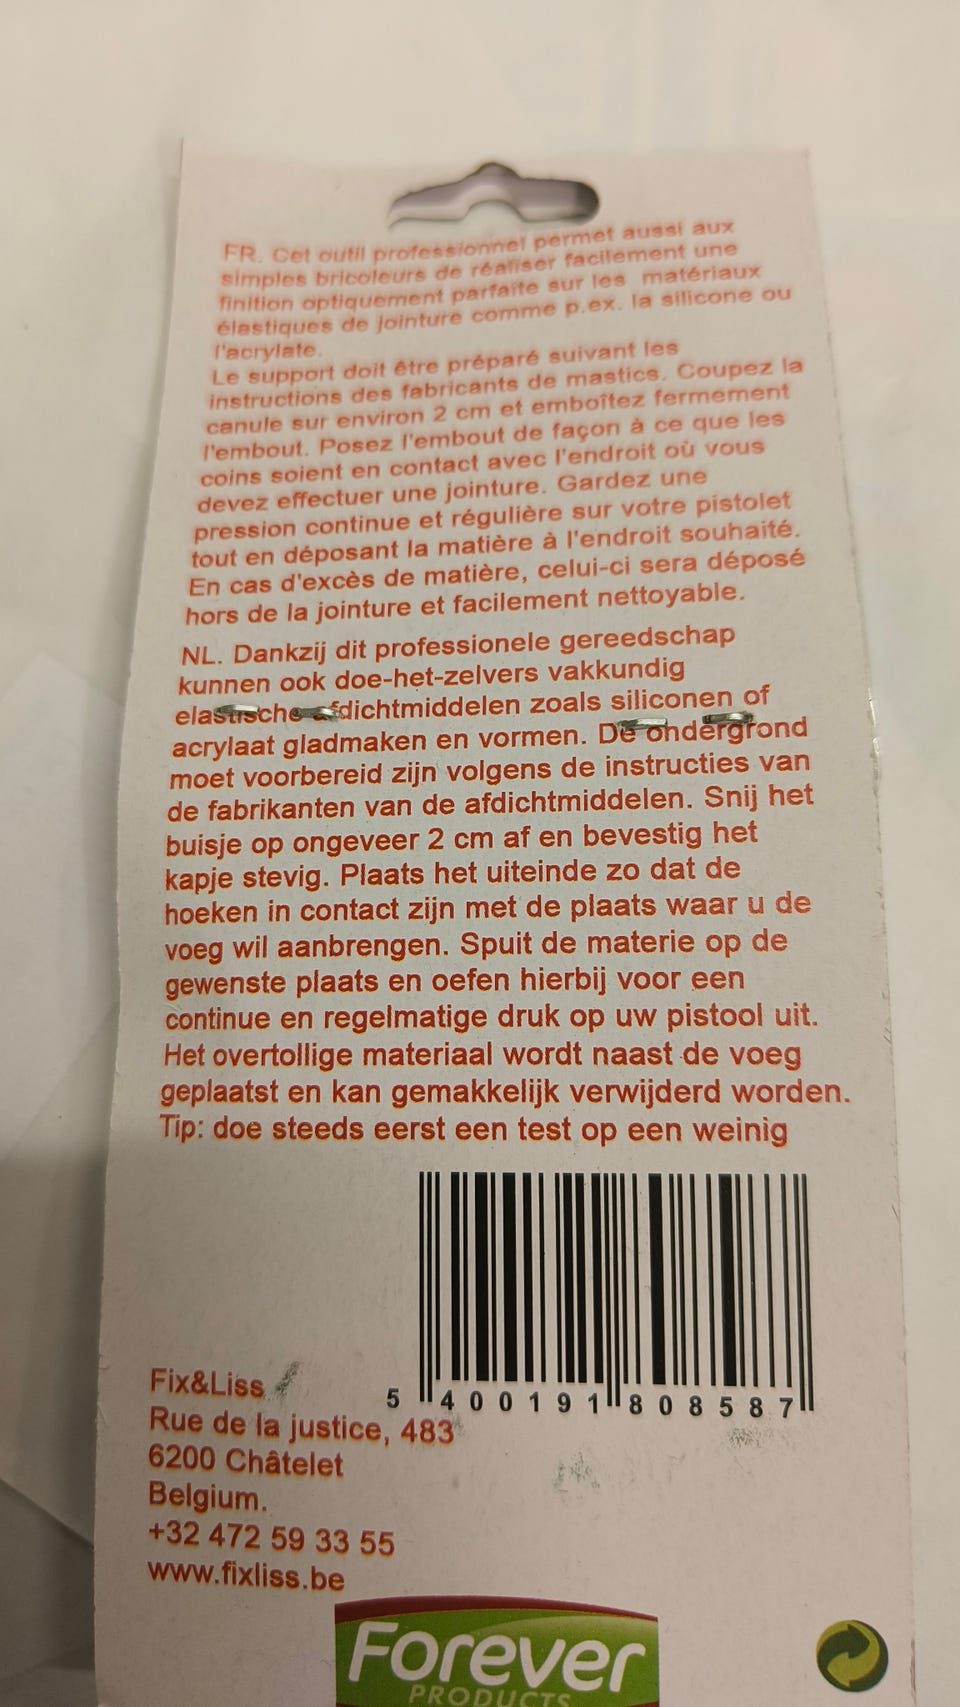 FR. Cet outil professionnel permet aussi aux
simples bricoleurs de réaliser facilement une
finition optiquement parfaite sur les matériaux
élastiques de jointure comme p.ex. la silicone ou
l'acrylate.
Le support doit être préparé suivant les
instructions des fabricants de mastics. Coupez la
canule sur environ 2 cm et emboîtez fermement
l'embout. Posez l'embout de façon à ce que les
coins soient en contact avec l'endroit où vous
devez effectuer une jointure. Gardez une
pression continue et régulière sur votre pistolet
tout en déposant la matière à l'endroit souhaité.
En cas d'excès de matière, celui-ci sera déposé
hors de la jointure et facilement nettoyable.
NL. Dankzij dit professionele gereedschap
kunnen ook doe-het-zelvers vakkundig
elastische afdichtmiddelen zoals siliconen of
acrylaat gladmaken en vormen. De ondergrond
moet voorbereid zijn volgens de instructies van
de fabrikanten van de afdichtmiddelen. Snij het
buisje op ongeveer 2 cm af en bevestig het
kapje stevig. Plaats het uiteinde zo dat de
hoeken in contact zijn met de plaats waar u de
voeg wil aanbrengen. Spuit de materie op de
gewenste plaats en oefen hierbij voor een
continue en regelmatige druk op uw pistool uit.
Het overtollige materiaal wordt naast de voeg
geplaatst en kan gemakkelijk verwijderd worden.
Tip: doe steeds eerst een test op een weinig
5 400191 808587
Fix&Liss
Rue de la justice, 483
6200 Châtelet
Belgium.
+32 472 59 33 55
www.fixliss.be
Forever
PRODUCTS